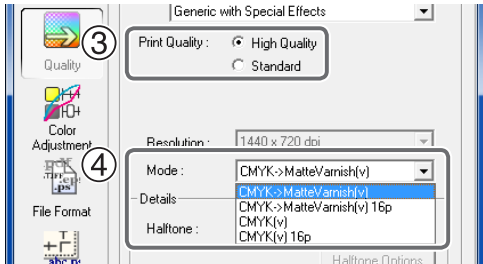 Generic with Special Effects
③
Print Quality : High Quality
Standard
Quality
Color
Adjustment
Resolution : 1440 x 720 dpi
④
Mode : CMYK->MatteVarnish(v)
CMYK->MatteVarnish(v)
Details
CMYK->MatteVarnish(v) 16p
CMYK(v)
Halftone :
CMYK(v) 16p
File Format
Halftone Options